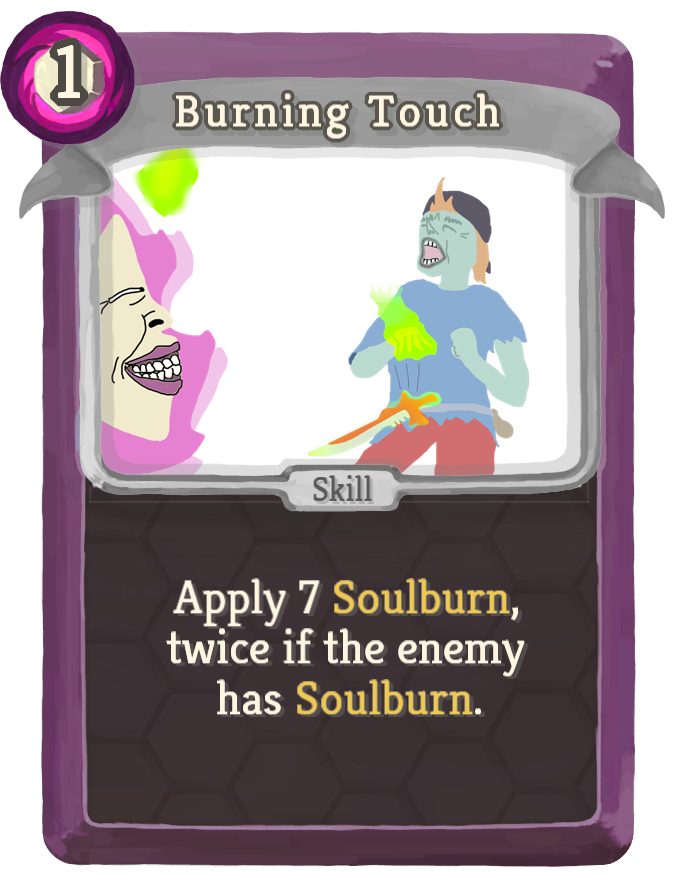 1
Burning Touch
Skill
Apply 7 Soulburn,
twice if the enemy
has Soulburn.